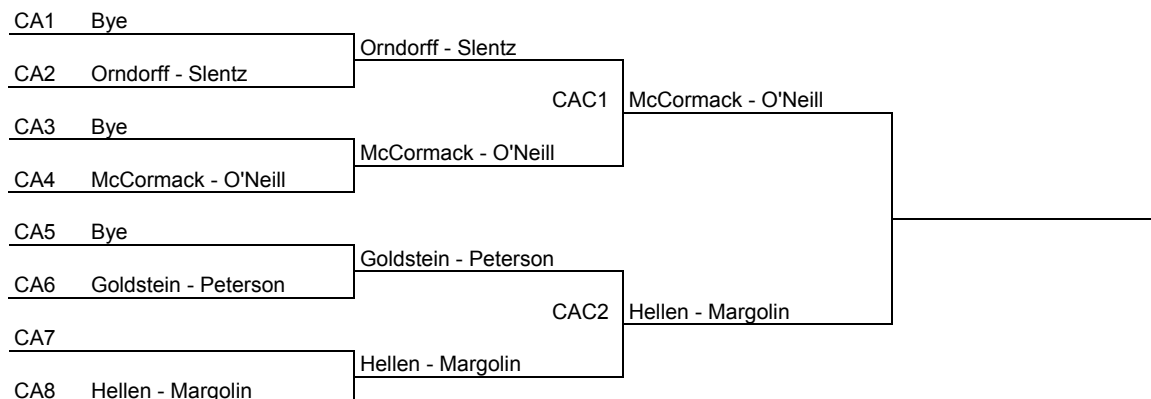 CA1 Bye
Orndorff - Slentz
CA2 Orndorff - Slentz
CAC1 McCormack - O'Neill
CA3 Bye
McCormack - O'Neill
CA4 McCormack - O'Neill
CA5 Bye
Goldstein - Peterson
CA6 Goldstein - Peterson
CAC2 Hellen - Margolin
CA7
Hellen - Margolin
CA8 Hellen - Margolin